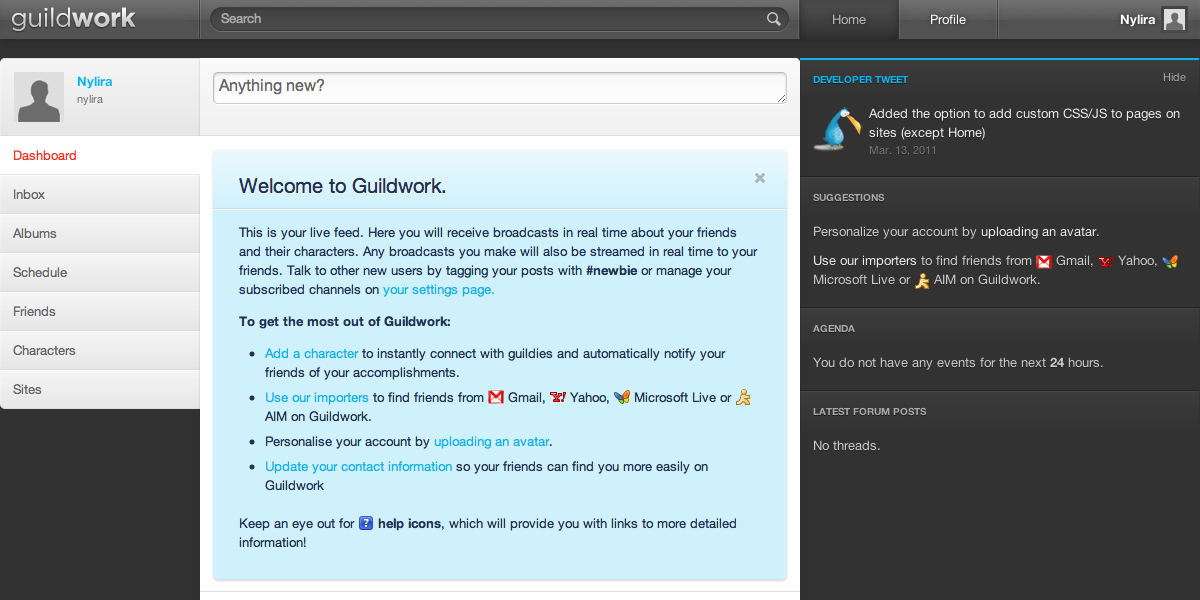 guildwork
Search
Home
Profile
Nylira
Nylira
nylira
Dashboard
Inbox
Albums
Schedule
Friends
Characters
Sites
Anything new?
Welcome to Guildwork.
This is your live feed. Here you will receive broadcasts in real time about your friends
and their characters. Any broadcasts you make will also be streamed in real time to your
friends. Talk to other new users by tagging your posts with #newbie or manage your
subscribed channels on your settings page.
To get the most out of Guildwork:
Add a character to instantly connect with guildies and automatically notify your
friends of your accomplishments.
Use our importers to find friends from Gmail, Yahoo, Microsoft Live or
AIM on Guildwork.
Personalise your account by uploading an avatar.
Update your contact information so your friends can find you more easily on
Guildwork
Keep an eye out for ? help icons, which will provide you with links to more detailed
information!
DEVELOPER TWEET
Hide
Added the option to add custom CSS/JS to pages on
sites (except Home)
Mar. 13, 2011
SUGGESTIONS
Personalize your account by uploading an avatar.
Use our importers to find friends from Gmail, Yahoo,
Microsoft Live or AIM on Guildwork.
AGENDA
You do not have any events for the next 24 hours.
LATEST FORUM POSTS
No threads.